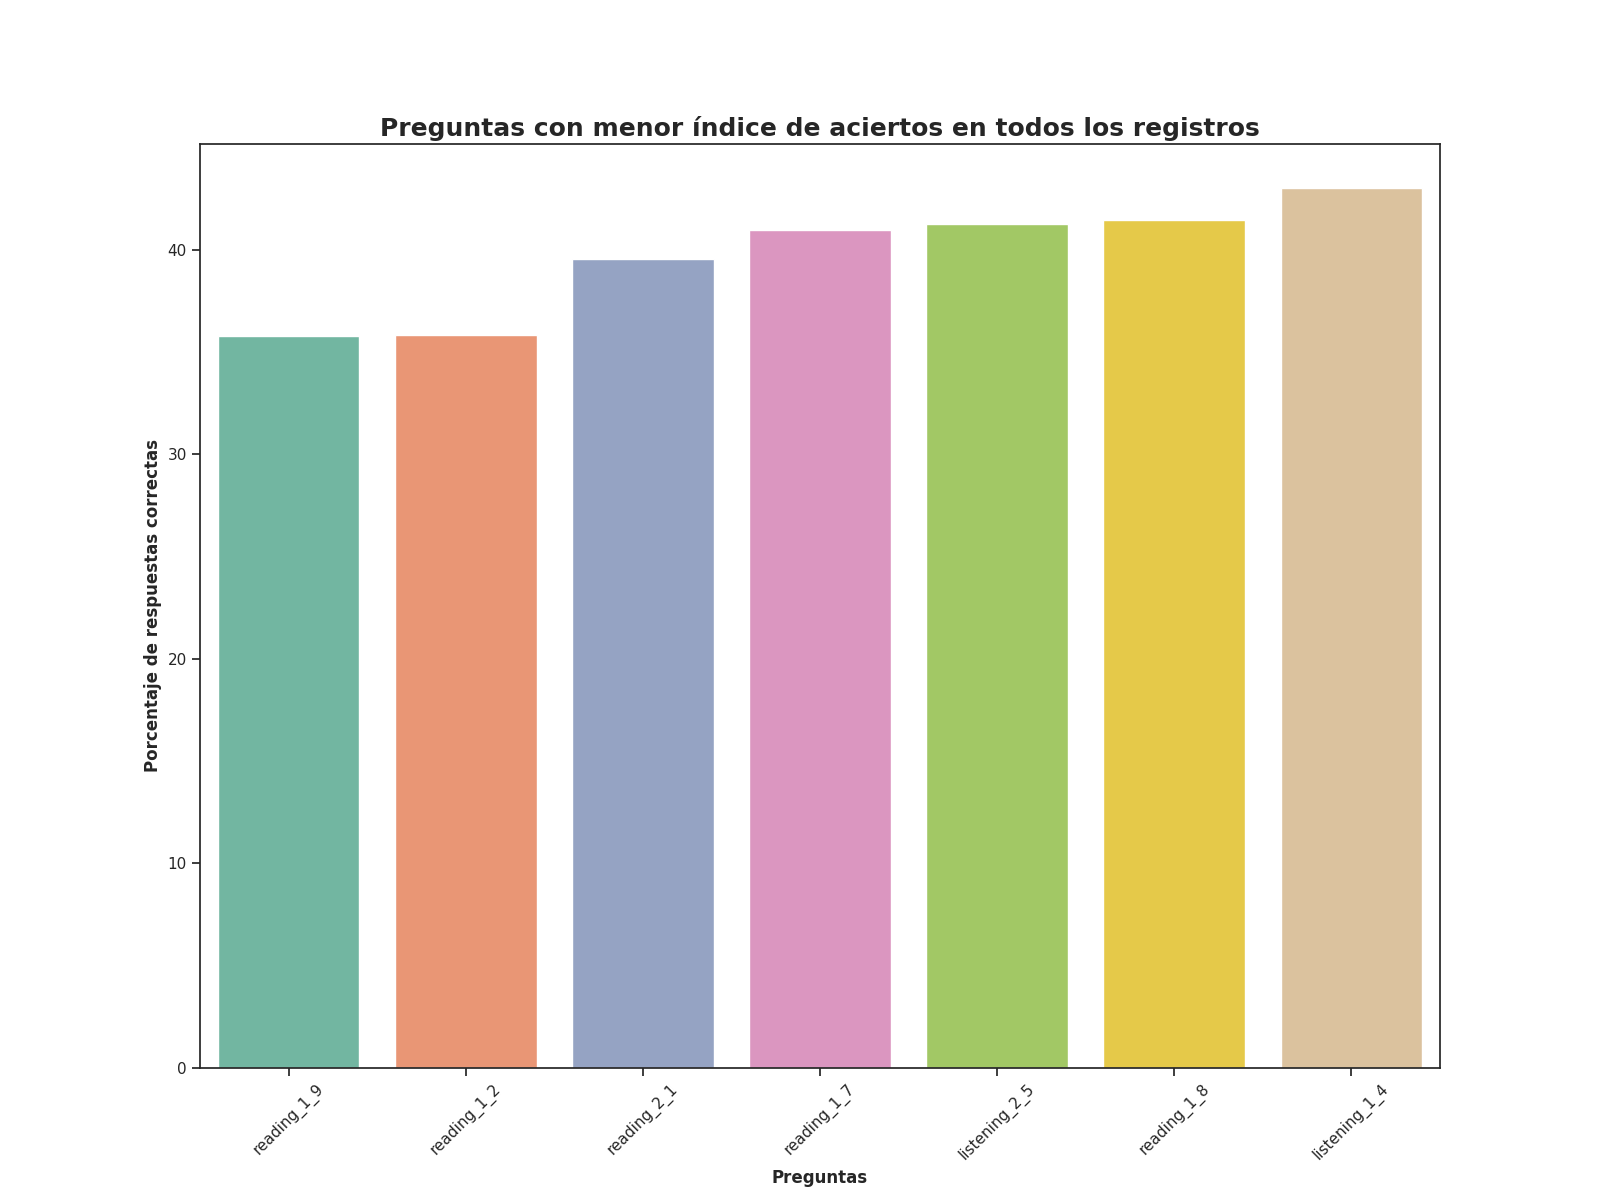 Preguntas con menor índice de aciertos en todos los registros
Porcentaje de respuestas correctas
40
30
20
10
0
reading_1_9
reading_1_2
reading_2_1
reading_1_7
listening_2_5
reading_1_8
listening_1_4
Preguntas